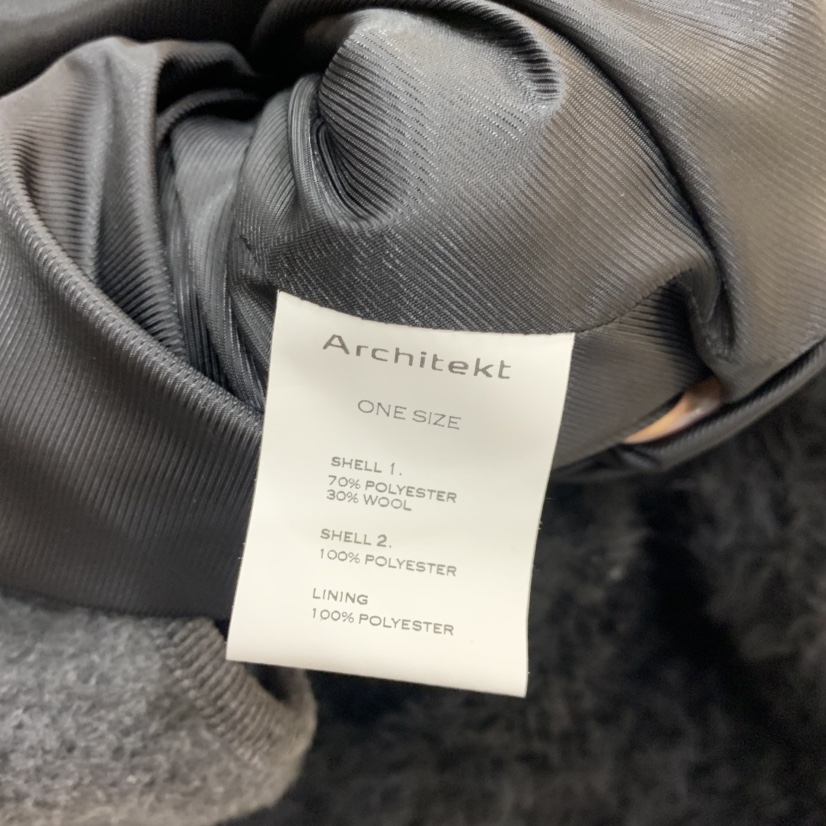 Architekt
ONE SIZE
SHELL 1.
70% POLYESTER
30% WOOL
SHELL 2.
100% POLYESTER
LINING
100% POLYESTER